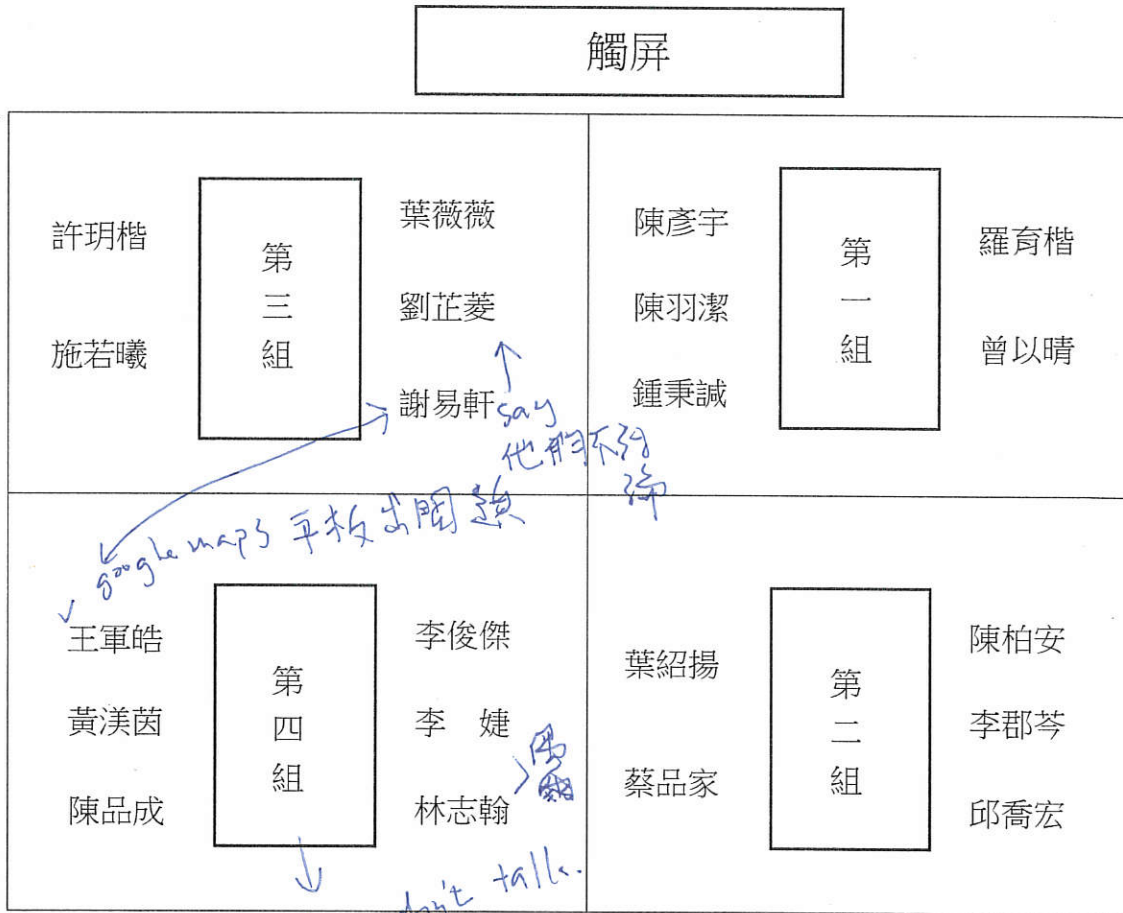 觸屏
許玥楷
施若曦
第三組
葉薇薇
劉芷菱
謝易軒
陳彥宇
陳羽潔
鍾秉諴
第一組
羅育楷
曾以晴
say
他們不
google maps 平板出問題
王軍皓
黃渼茵
陳品成
第四組
李俊傑
李 婕
林志翰
葉紹揚
蔡品家
第二組
陳柏安
李郡芩
邱喬宏
don't talk.